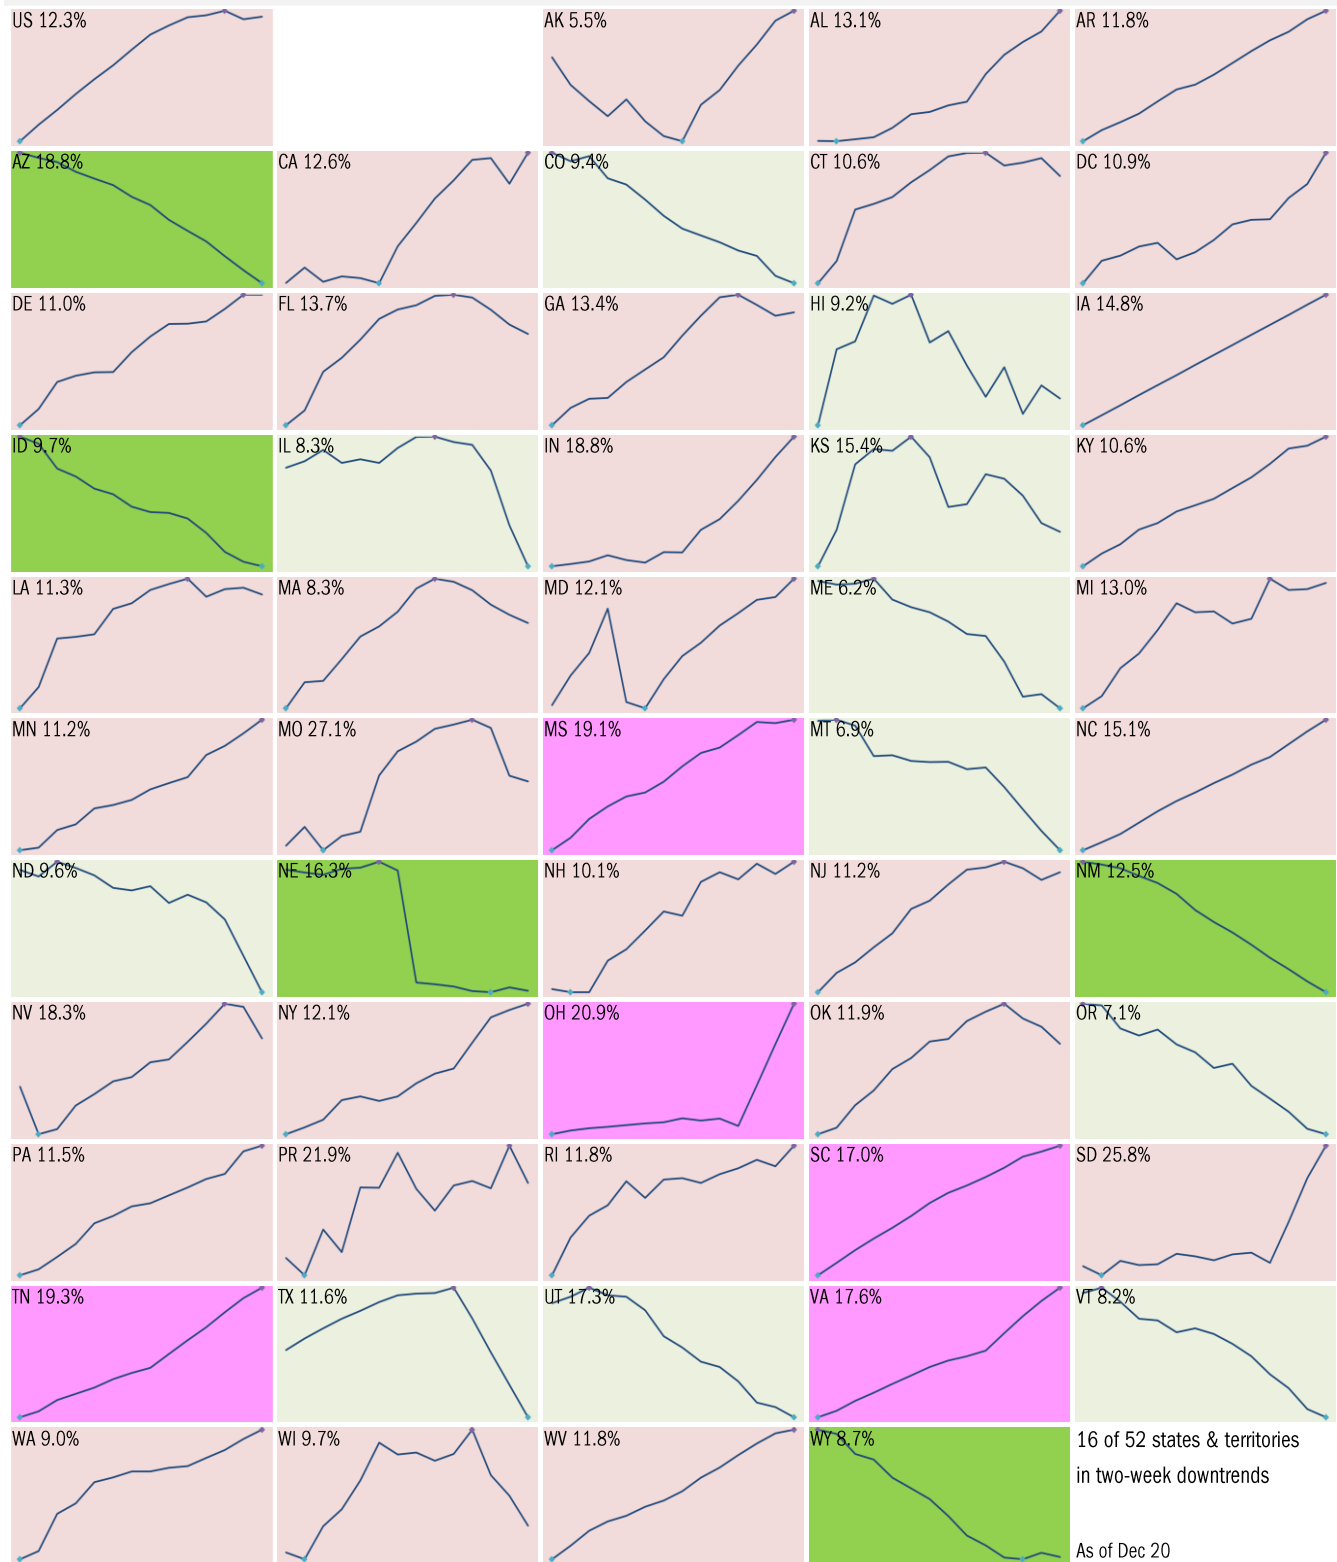 US 12.3%
AK 5.5%
AL 13.1%
AR 11.8%
AZ 18.8%
CA 12.6%
CO 9.4%
CT 10.6%
DC 10.9%
DE 11.0%
FL 13.7%
GA 13.4%
HI 9.2%
IA 14.8%
ID 9.7%
IL 8.3%
IN 18.8%
KS 15.4%
KY 10.6%
LA 11.3%
MA 8.3%
MD 12.1%
ME 6.2%
MI 13.0%
MN 11.2%
MO 27.1%
MS 19.1%
MT 6.9%
NC 15.1%
ND 9.6%
NE 16.3%
NH 10.1%
NJ 11.2%
NM 12.5%
NV 18.3%
NY 12.1%
OH 20.9%
OK 11.9%
OR 7.1%
PA 11.5%
PR 21.9%
RI 11.8%
SC 17.0%
SD 25.8%
TN 19.3%
TX 11.6%
UT 17.3%
VA 17.6%
VT 8.2%
WA 9.0%
WI 9.7%
WV 11.8%
WY 8.7%
16 of 52 states & territories
in two-week downtrends
As of Dec 20